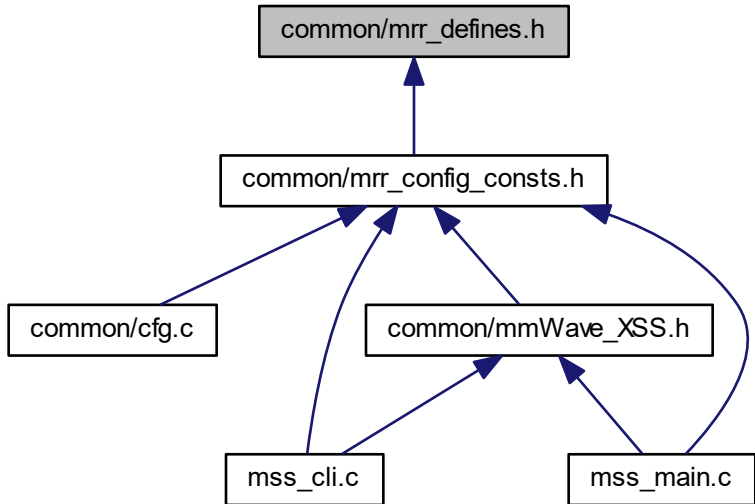 common/mrr_defines.h
common/mrr_config_consts.h
common/cfg.c
common/mmWave_XSS.h
mss_cli.c
mss_main.c